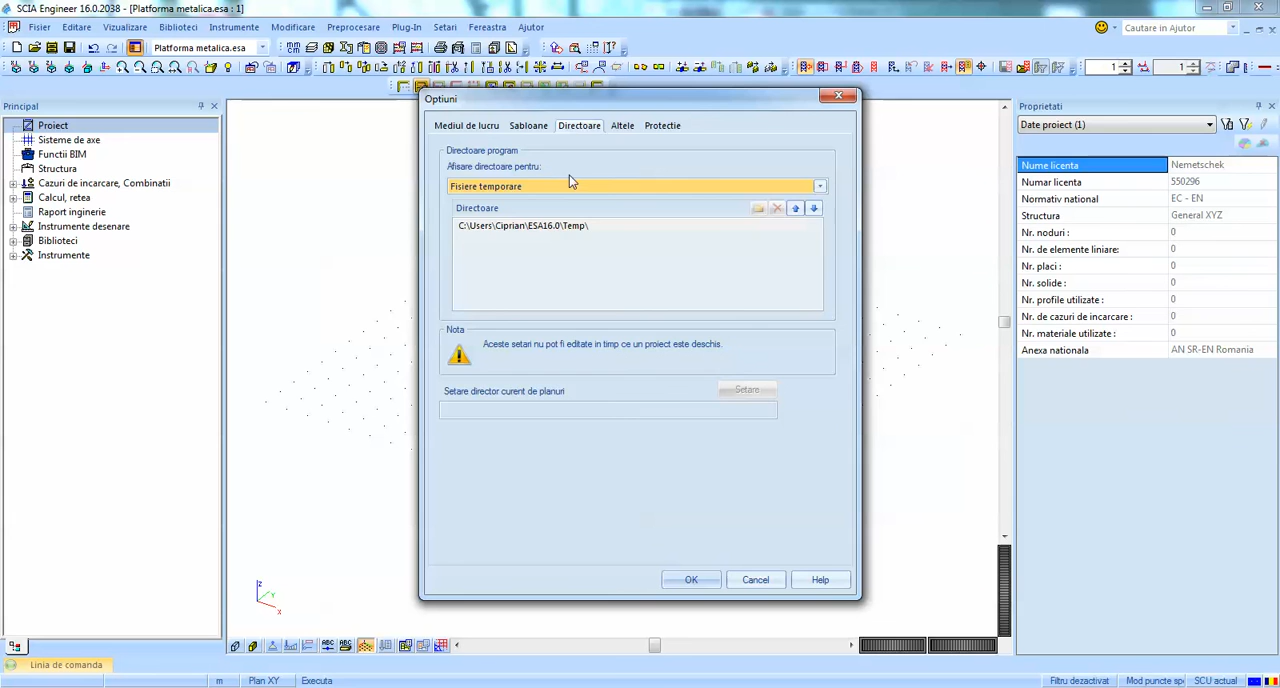 SCIA Engineer 16.0.2038 - [Platforma metalica.esa : 1]
Fisier Editare Vizualizare Biblioteci Instrumente Modificare Preprocesare Plug-In Setari Fereastra Ajutor
Cautare in Ajutor
Platforma metalica.esa
1 1
Principal
Proiect
Sisteme de axe
Functii BIM
Structura
Cazuri de incarcare, Combinatii
Calcul, retea
Raport inginerie
Instrumente desenare
Biblioteci
Instrumente
Optiuni
Mediul de lucru Sabloane Directoare Altele Protectie
Directoare program
Afisare directoare pentru:
Fisiere temporare
Directoare
C:\Users\Ciprian\ESA16.0\Temp\
Nota
Aceste setari nu pot fi editate in timp ce un proiect este deschis.
Setare director curent de planuri
Setare
OK Cancel Help
Z
Y
X
Proprietati
Date proiect (1)
Nume licenta Nemetschek
Numar licenta 550296
Normativ national EC - EN
Structura General XYZ
Nr. noduri : 0
Nr. de elemente liniare: 0
Nr. placi : 0
Nr. solide : 0
Nr. profile utilizate : 0
Nr. de cazuri de incarcare : 0
Nr. materiale utilizate : 0
Anexa nationala AN SR-EN Romania
Linia de comanda
m Plan XY Executa Filtru dezactivat Mod puncte sp SCU actual